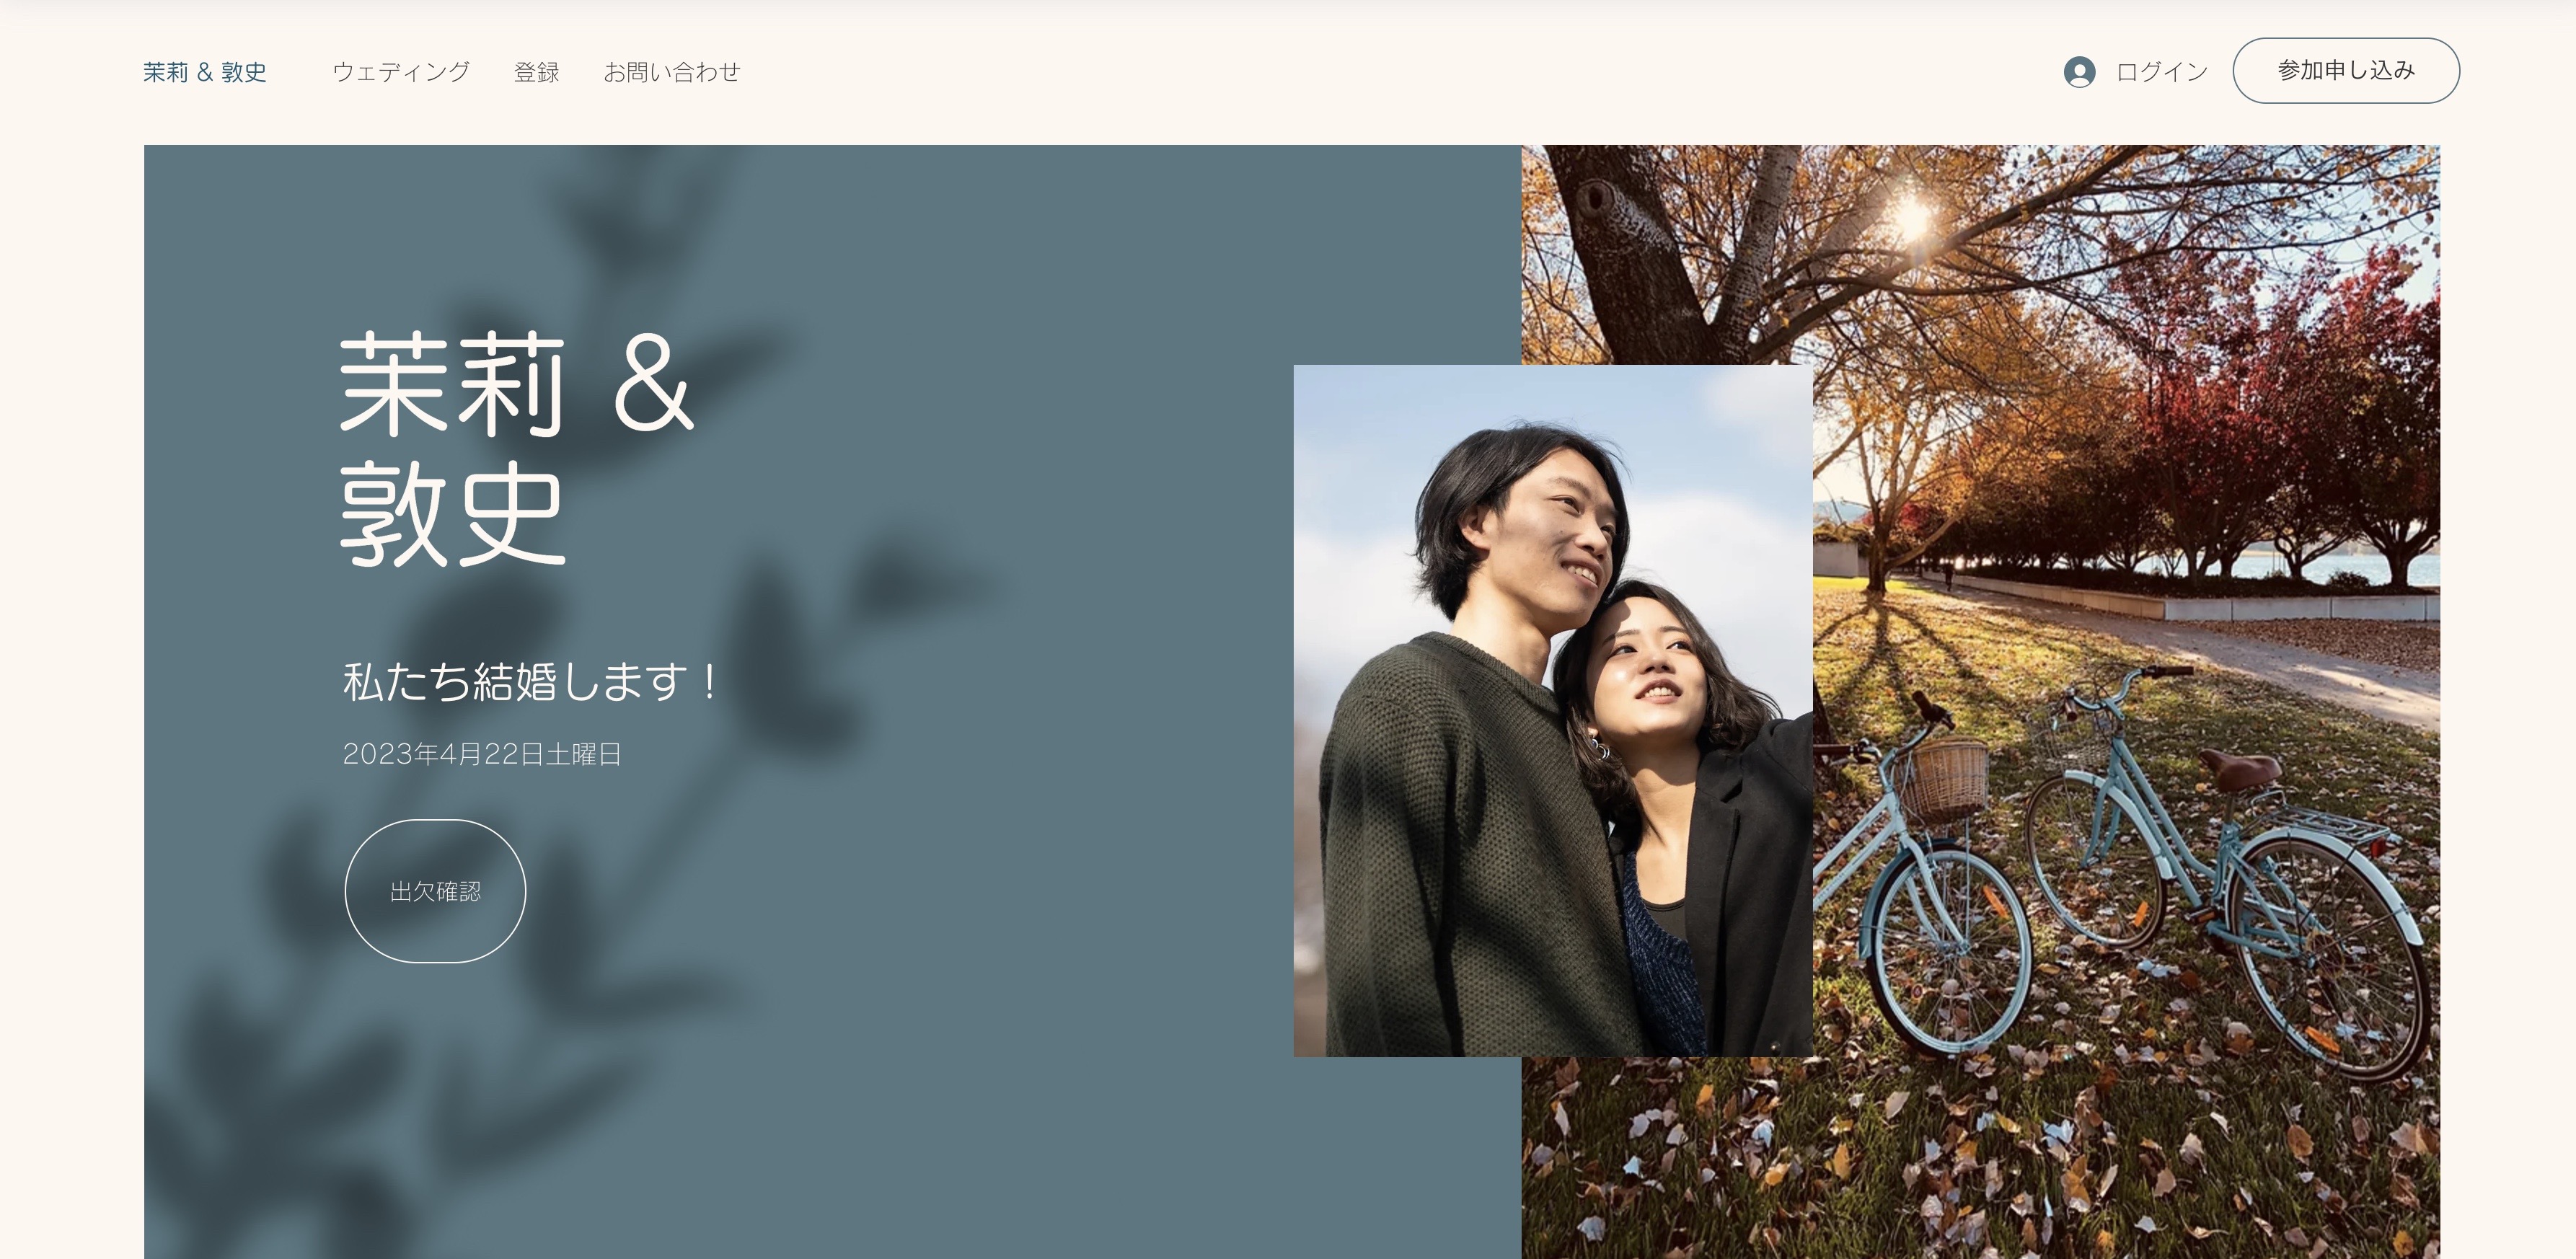 茉莉 & 敦史
ウェディング
登録
お問い合わせ
ログイン
参加申し込み
茉莉 &
敦史
私たち結婚します！
2023年4月22日土曜日
出欠確認